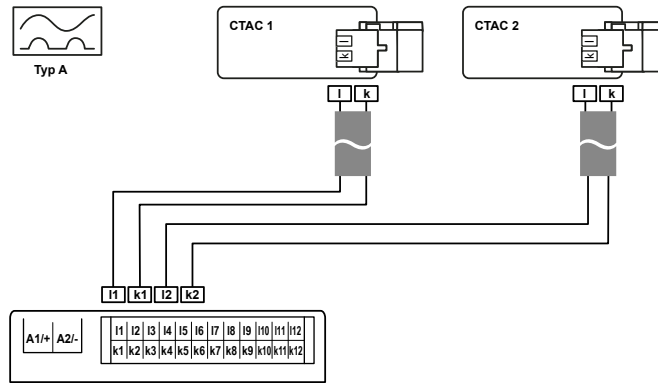 CTAC 1
CTAC 2
l k
l k
Typ A
l k
l k
l1 k1 l2 k2
A1/+ A2/-
l1 l2 l3 l4 l5 l6 l7 l8 l9 l10 l11 l12
k1 k2 k3 k4 k5 k6 k7 k8 k9 k10 k11 k12